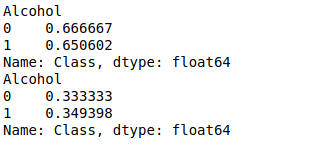 Alcohol
0    0.666667
1    0.650602
Name: Class, dtype: float64
Alcohol
0    0.333333
1    0.349398
Name: Class, dtype: float64